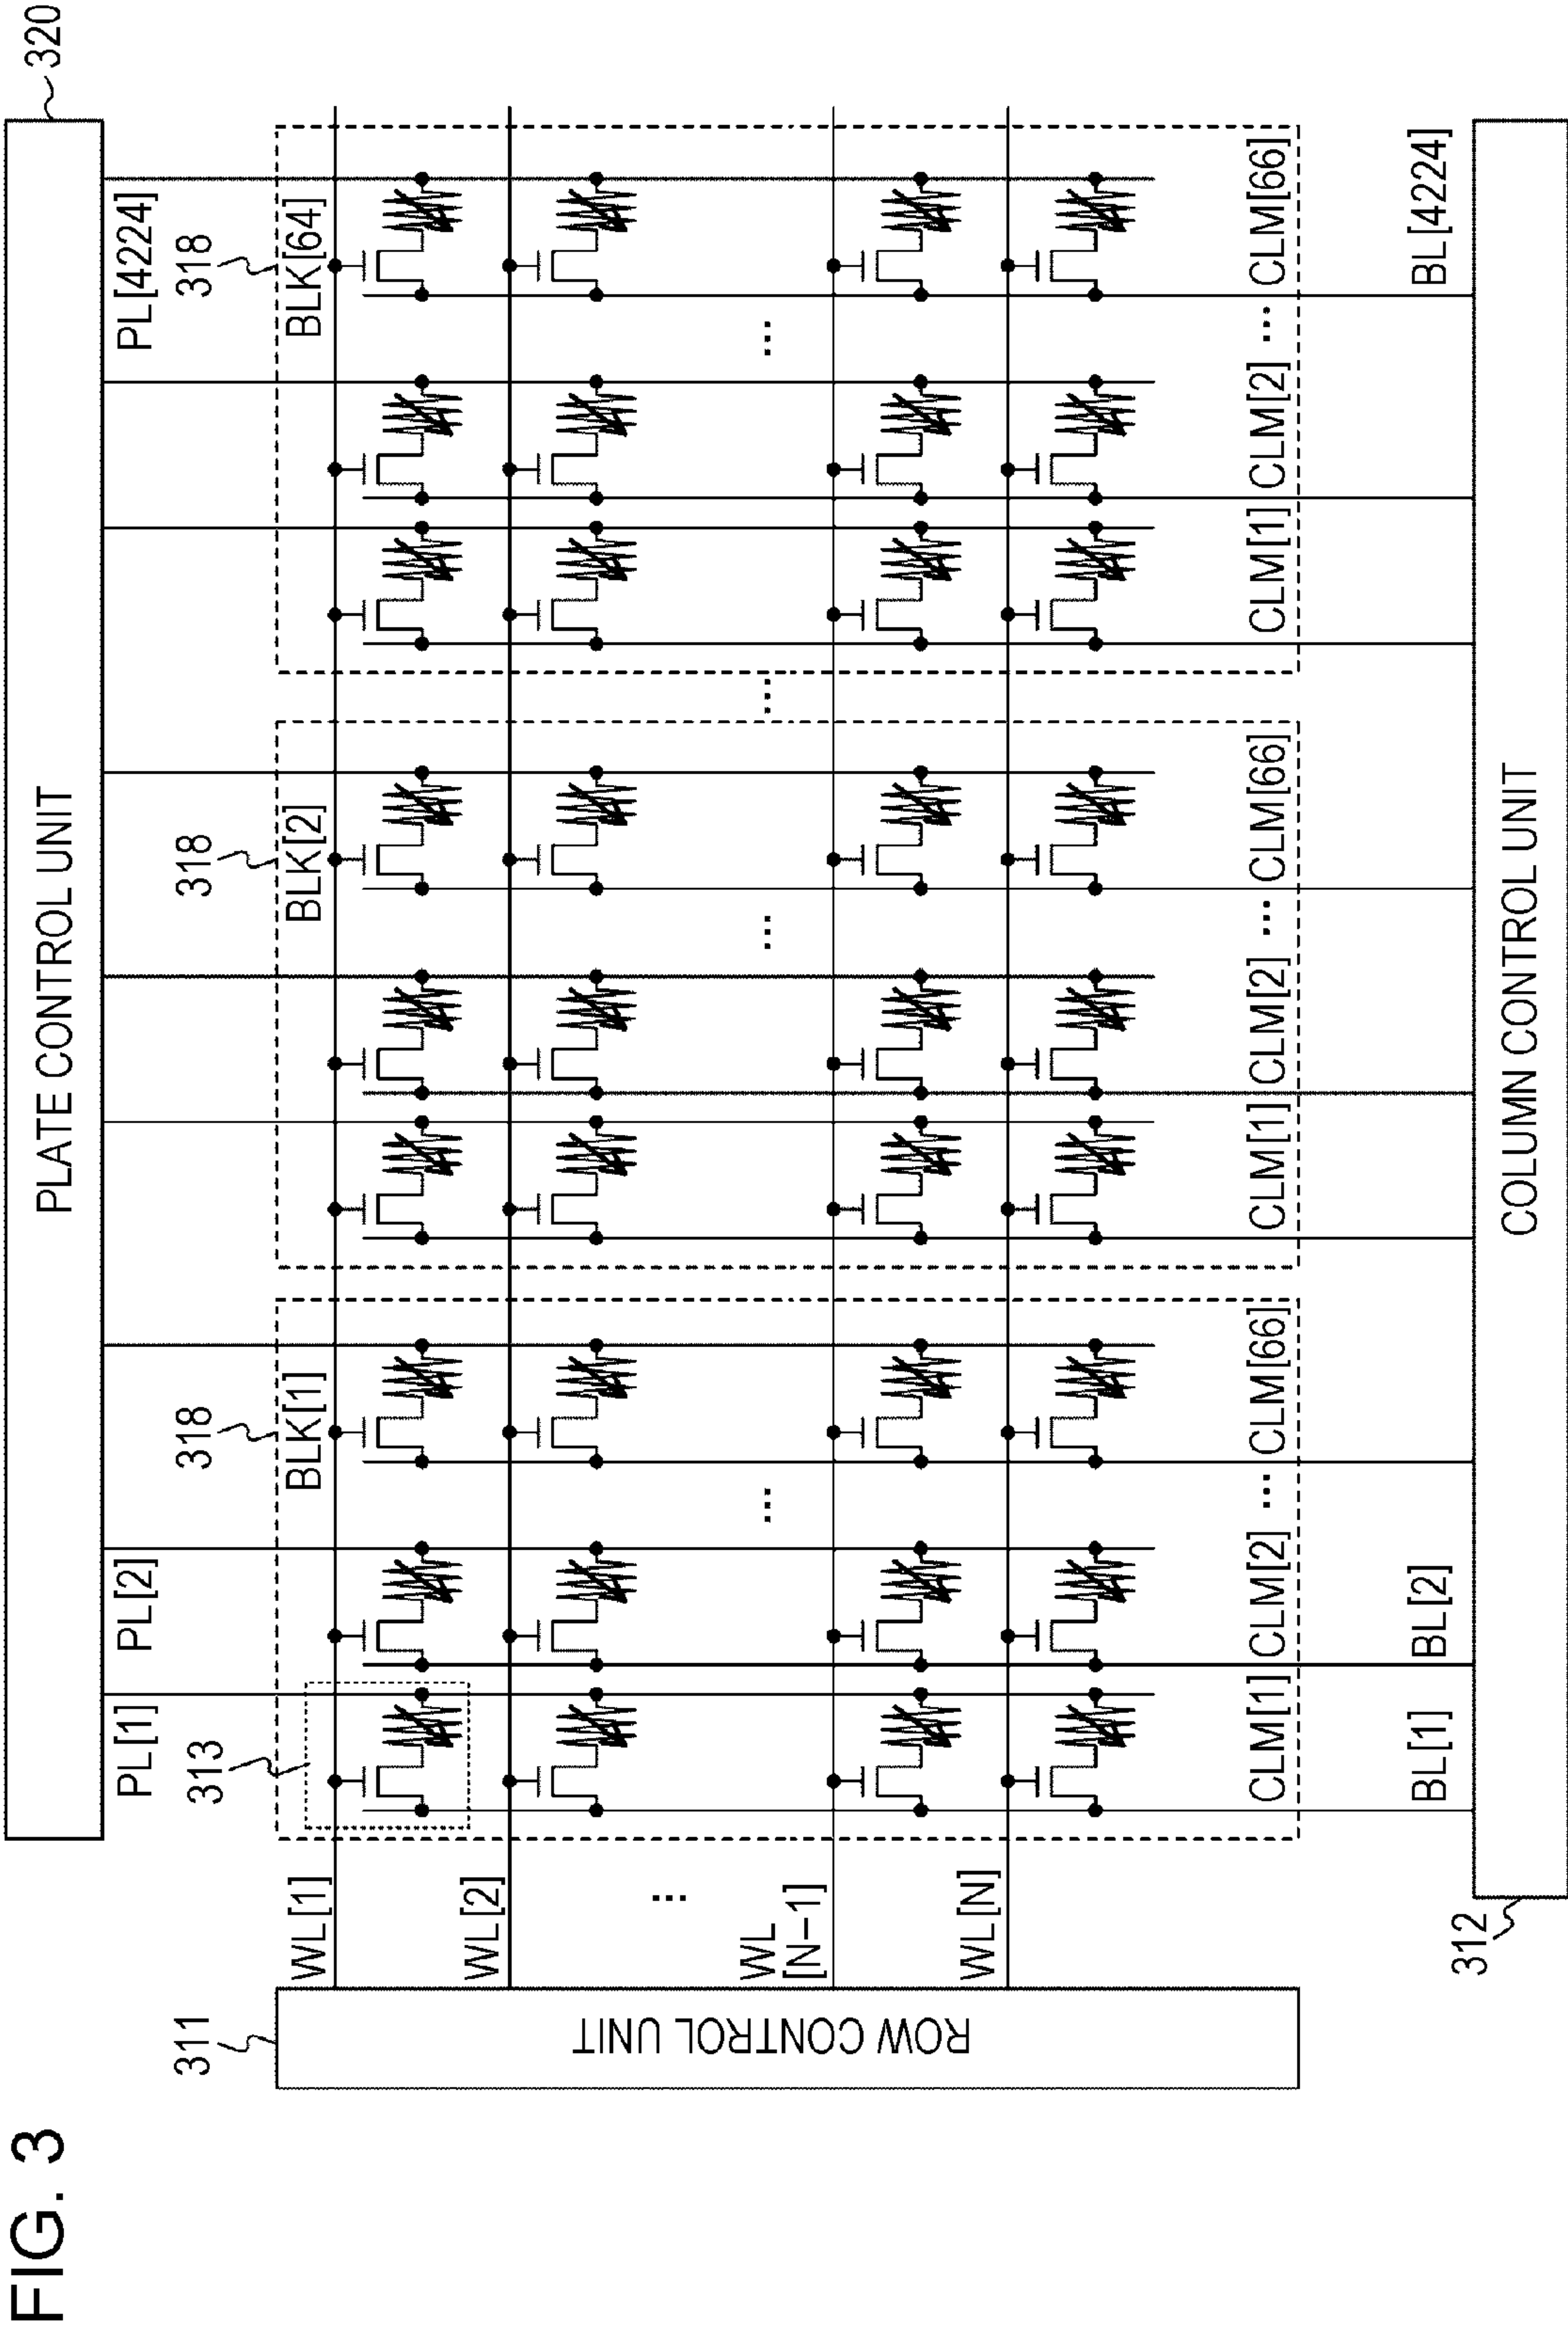 FIG. 3
320
PLATE CONTROL UNIT
PL[1]
PL[2]
PL[4224]
313
318
318
318
311
BLK[1]
BLK[2]
BLK[64]
ROW CONTROL UNIT
WL[1]
WL[2]
...
WL
[N–1]
WL[N]
...
...
...
...
...
CLM[1]
CLM[2]
...
CLM[66]
CLM[1]
CLM[2]
...
CLM[66]
CLM[1]
CLM[2]
...
CLM[66]
BL[1]
BL[2]
BL[4224]
312
COLUMN CONTROL UNIT